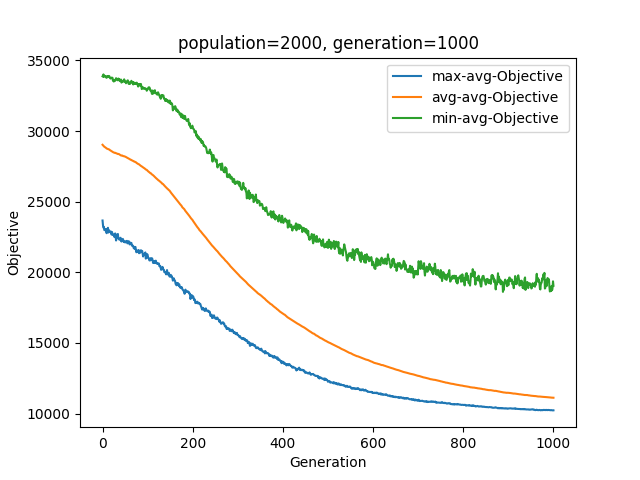 population=2000, generation=1000
35000
30000
25000
20000
15000
10000
Objective
max-avg-Objective
avg-avg-Objective
min-avg-Objective
0
200
400
600
800
1000
Generation